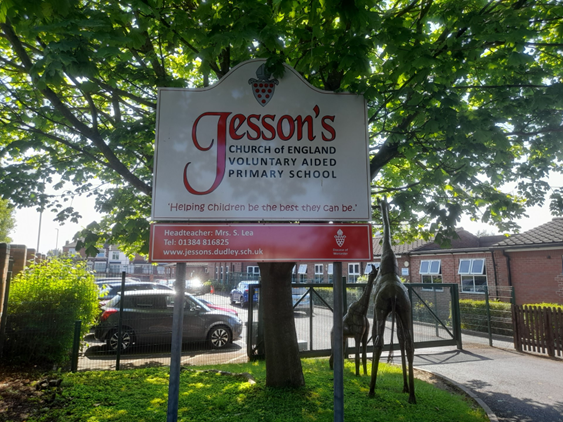 Jesson's
CHURCH of ENGLAND
VOLUNTARY AIDED
PRIMARY SCHOOL
"Helping children be the best they can be."
Headteacher: Mrs. S. Lea
Tel: 01384 816825
www.jessons.dudley.sch.uk